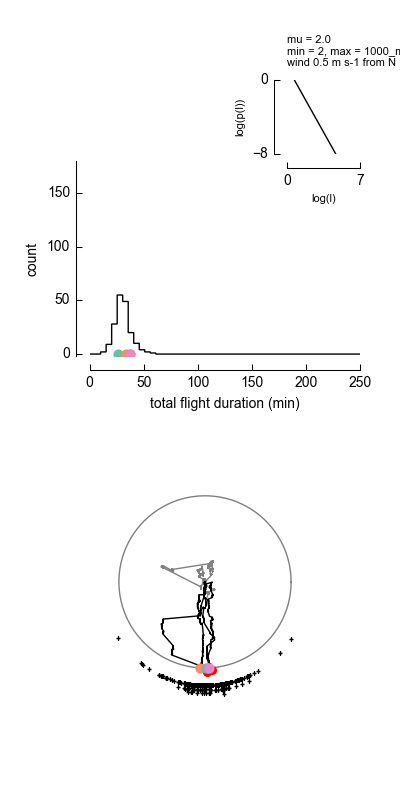 mu = 2.0
min = 2, max = 1000_m
wind 0.5 m s-1 from N
0
log(p(l))
−8
0 7
log(l)
150
100
count
50
0
0 50 100 150 200 250
total flight duration (min)